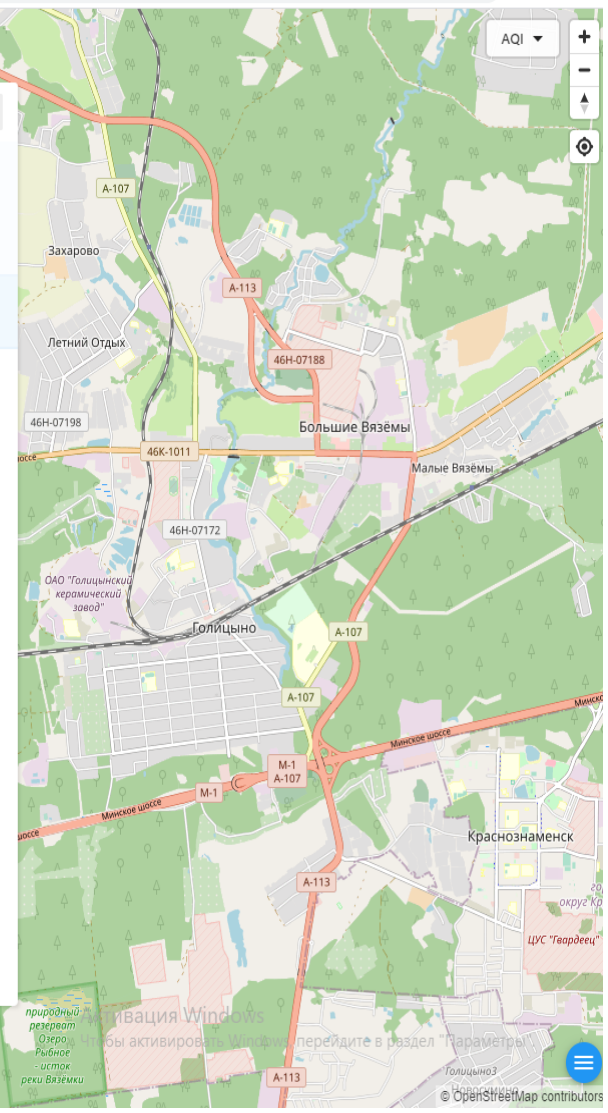 AQI
А-107
Захарово
А-113
Летний Отдых
46Н-07188
46Н-07198
Большие Вязёмы
46К-1011
Малые Вязёмы
46Н-07172
ОАО "Голицынский
керамический
завод"
Голицыно
А-107
А-107
Минское шоссе
М-1
А-107
М-1
Минское шоссе
Краснознаменск
А-113
ЦУС "Гвардеец"
природный
резерват
Озеро
Рыбное
- исток
реки Вязёмки
Активация Windows
Чтобы активировать Windows, перейдите в раздел "Параметры
А-113
Голицыно3
© OpenStreetMap contributors